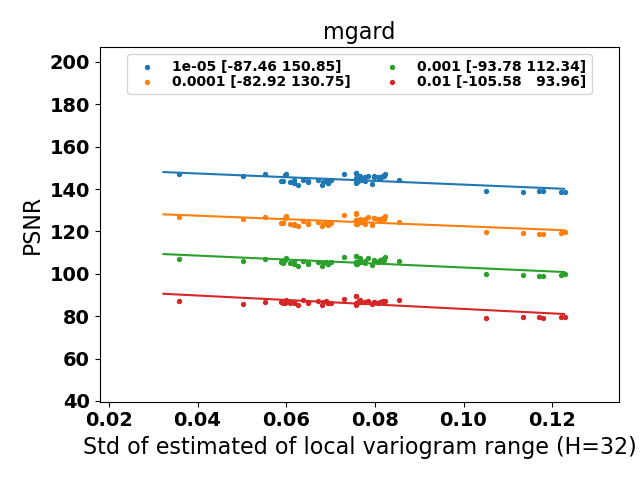 mgard
1e-05 [-87.46 150.85]
0.0001 [-82.92 130.75]
0.001 [-93.78 112.34]
0.01 [-105.58 93.96]
PSNR
200
180
160
140
120
100
80
60
40
0.02 0.04 0.06 0.08 0.10 0.12
Std of estimated of local variogram range (H=32)